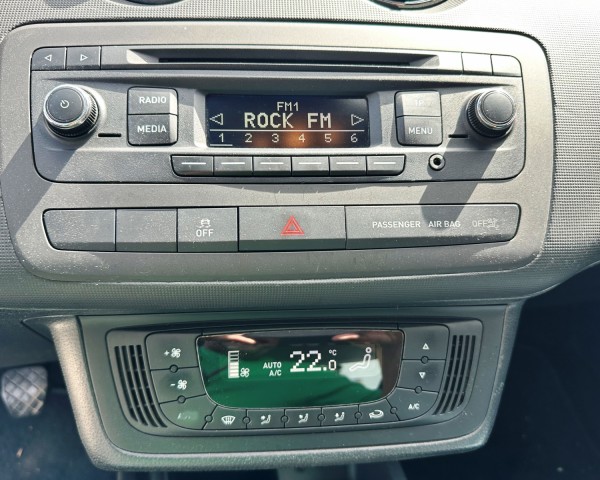 RADIO
MEDIA
FM1
ROCK FM
1 2 3 4 5 6
MENU
OFF
PASSENGER AIR BAG OFF
AUTO
A/C
22.0 °C
A/C